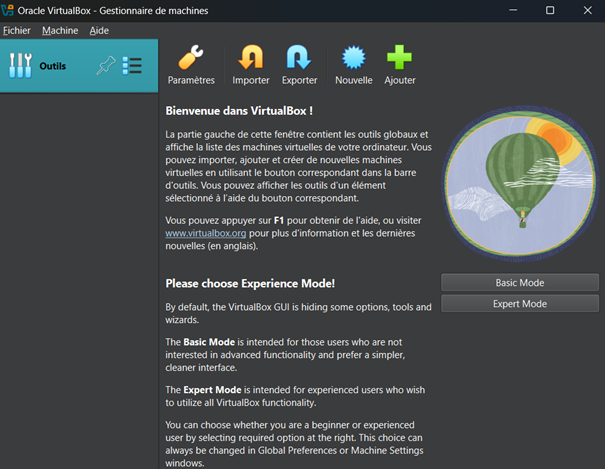 Oracle VirtualBox - Gestionnaire de machines
Fichier Machine Aide
Outils
Paramètres Importer Exporter Nouvelle Ajouter
Bienvenue dans VirtualBox !
La partie gauche de cette fenêtre contient les outils globaux et
affiche la liste des machines virtuelles de votre ordinateur. Vous
pouvez importer, ajouter et créer de nouvelles machines
virtuelles en utilisant le bouton correspondant dans la barre
d'outils. Vous pouvez afficher les outils d'un élément
sélectionné à l'aide du bouton correspondant.
Vous pouvez appuyer sur F1 pour obtenir de l'aide, ou visiter
www.virtualbox.org pour plus d'information et les dernières
nouvelles (en anglais).
Please choose Experience Mode!
By default, the VirtualBox GUI is hiding some options, tools and
wizards.
The Basic Mode is intended for those users who are not
interested in advanced functionality and prefer a simpler,
cleaner interface.
The Expert Mode is intended for experienced users who wish
to utilize all VirtualBox functionality.
You can choose whether you are a beginner or experienced
user by selecting required option at the right. This choice can
always be changed in Global Preferences or Machine Settings
windows.
Basic Mode
Expert Mode